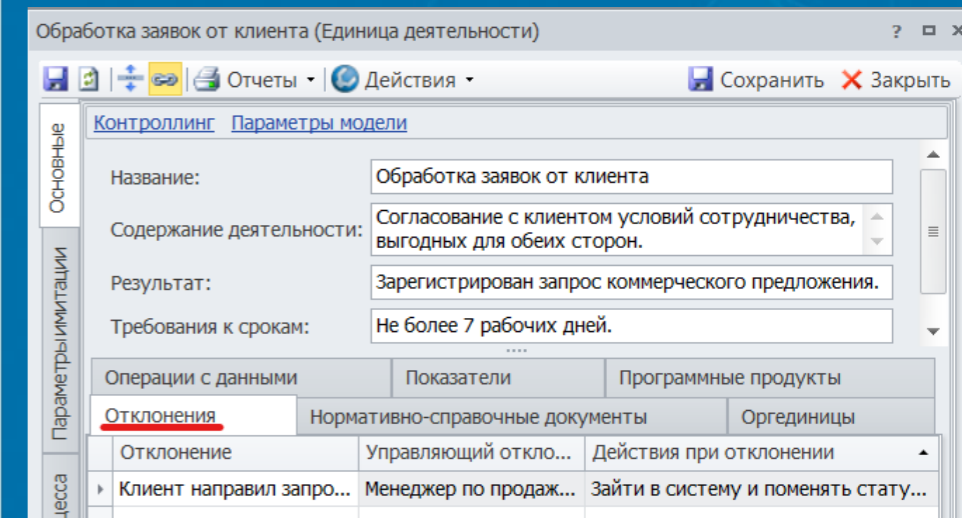 Обработка заявок от клиента (Единица деятельности) ?
Отчеты Действия Сохранить Закрыть
Основные
Параметры имитации
Контроллинг Параметры модели
Название: Обработка заявок от клиента
Содержание деятельности: Согласование с клиентом условий сотрудничества,
выгодных для обеих сторон.
Результат: Зарегистрирован запрос коммерческого предложения.
Требования к срокам: Не более 7 рабочих дней.
Операции с данными Показатели Программные продукты
Отклонения Нормативно-справочные документы Оргединицы
Отклонение Управляющий откло... Действия при отклонении
Клиент направил запро... Менеджер по продаж... Зайти в систему и поменять стату...